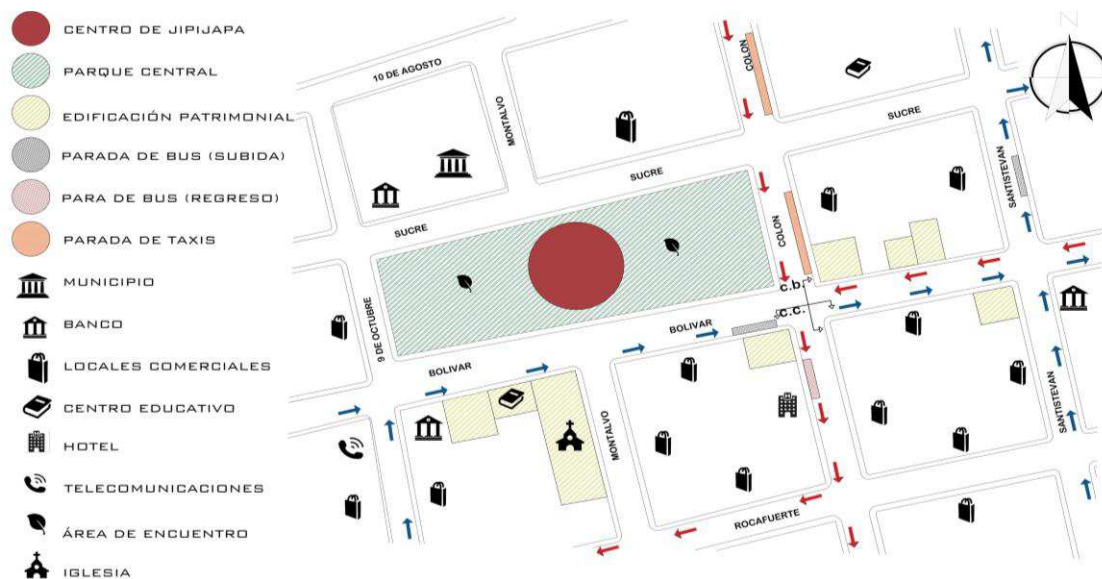 CENTRO DE JIPIJAPA
PARQUE CENTRAL
EDIFICACIÓN PATRIMONIAL
PARADA DE BUS (SUBIDA)
PARA DE BUS (REGRESO)
PARADA DE TAXIS
MUNICIPIO
BANCO
LOCALES COMERCIALES
CENTRO EDUCATIVO
HOTEL
TELECOMUNICACIONES
ÁREA DE ENCUENTRO
IGLESIA
N
10 DE AGOSTO
MONTALVO
COLON
SUCRE
SUCRE
SUCRE
COLON
SANTISTEVAN
9 DE OCTUBRE
c.b.
c.c.
BOLIVAR
BOLIVAR
MONTALVO
SANTISTEVAN
ROCAFUERTE